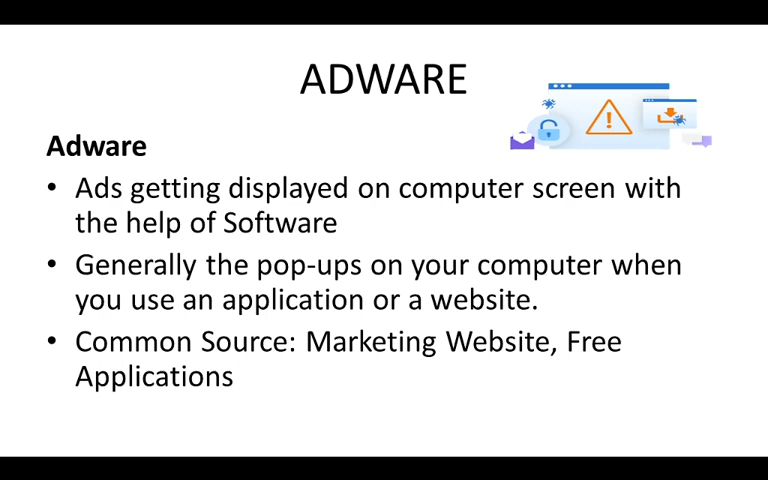 ADWARE
Adware
• Ads getting displayed on computer screen with
the help of Software
• Generally the pop-ups on your computer when
you use an application or a website.
• Common Source: Marketing Website, Free
Applications